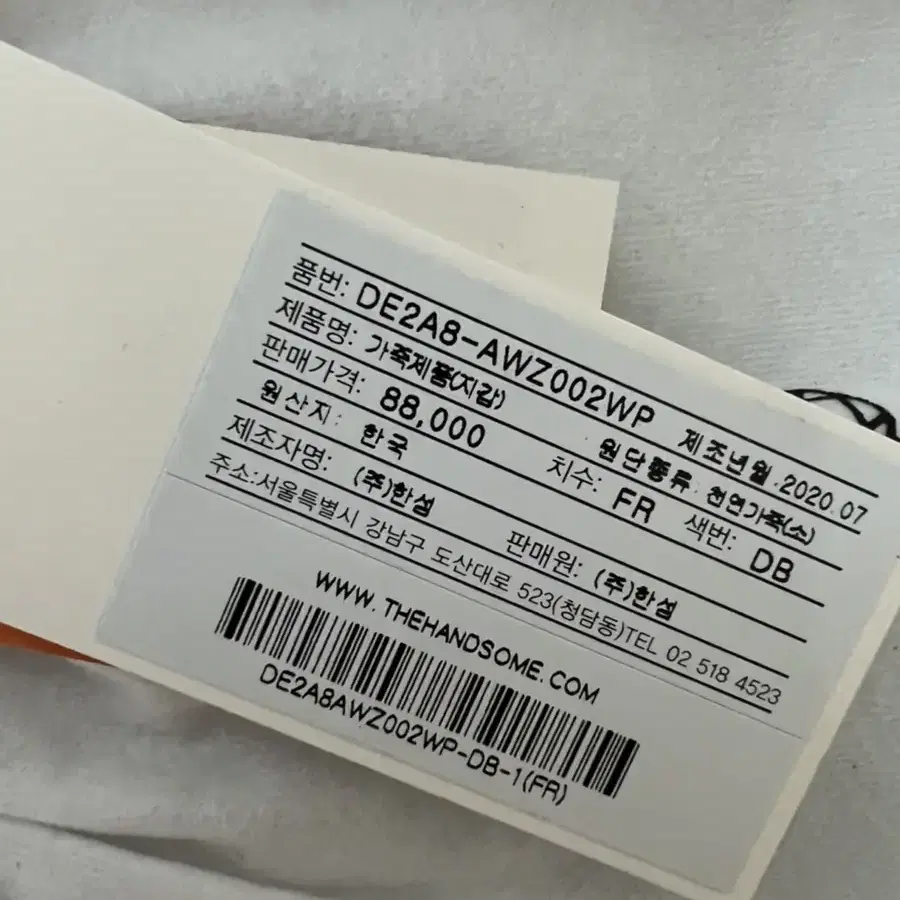 품번: DE2A8-AWZ002WP 제조년월.2020.07
제품명: 가죽제품(지갑) 원단종류. 천연가죽(소)
판매가격: 88,000 치수: FR 색번: DB
원산지: 한국
제조자명: (주)한섬 판매원: (주)한섬
주소:서울특별시 강남구 도산대로 523(청담동)TEL 02 518 4523
WWW.THEHANDSOME.COM
DE2A8AWZ002WP-DB-1(FR)